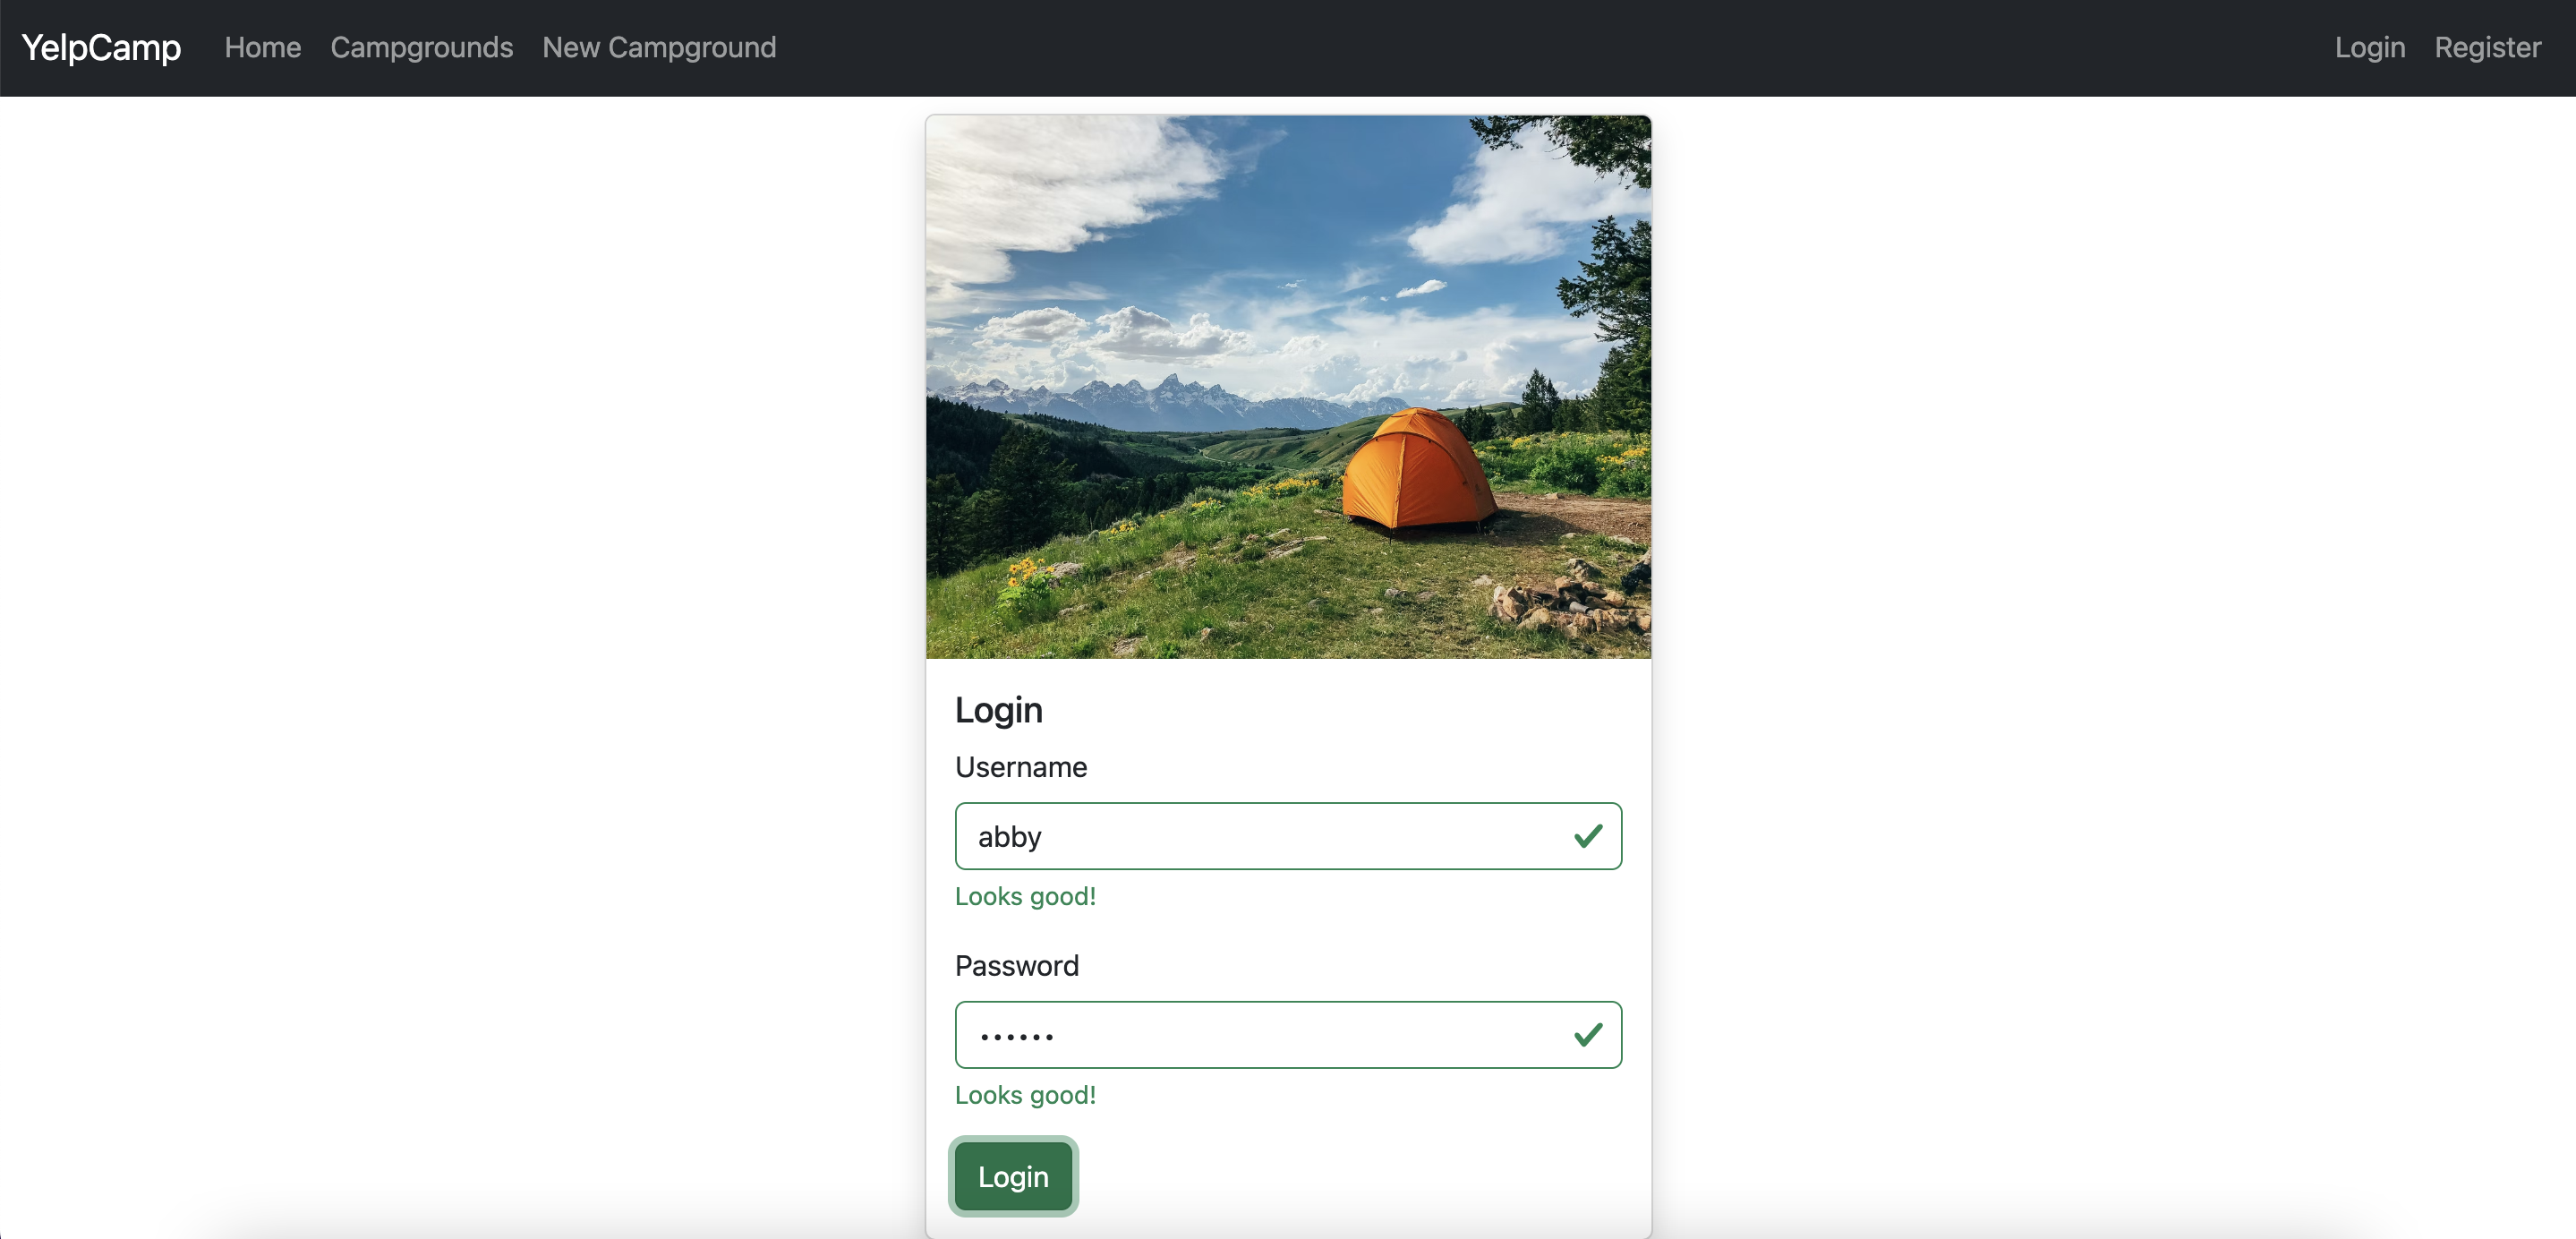 YelpCamp Home Campgrounds New Campground Login Register
Login
Username
abby
Looks good!
Password
••••••
Looks good!
Login